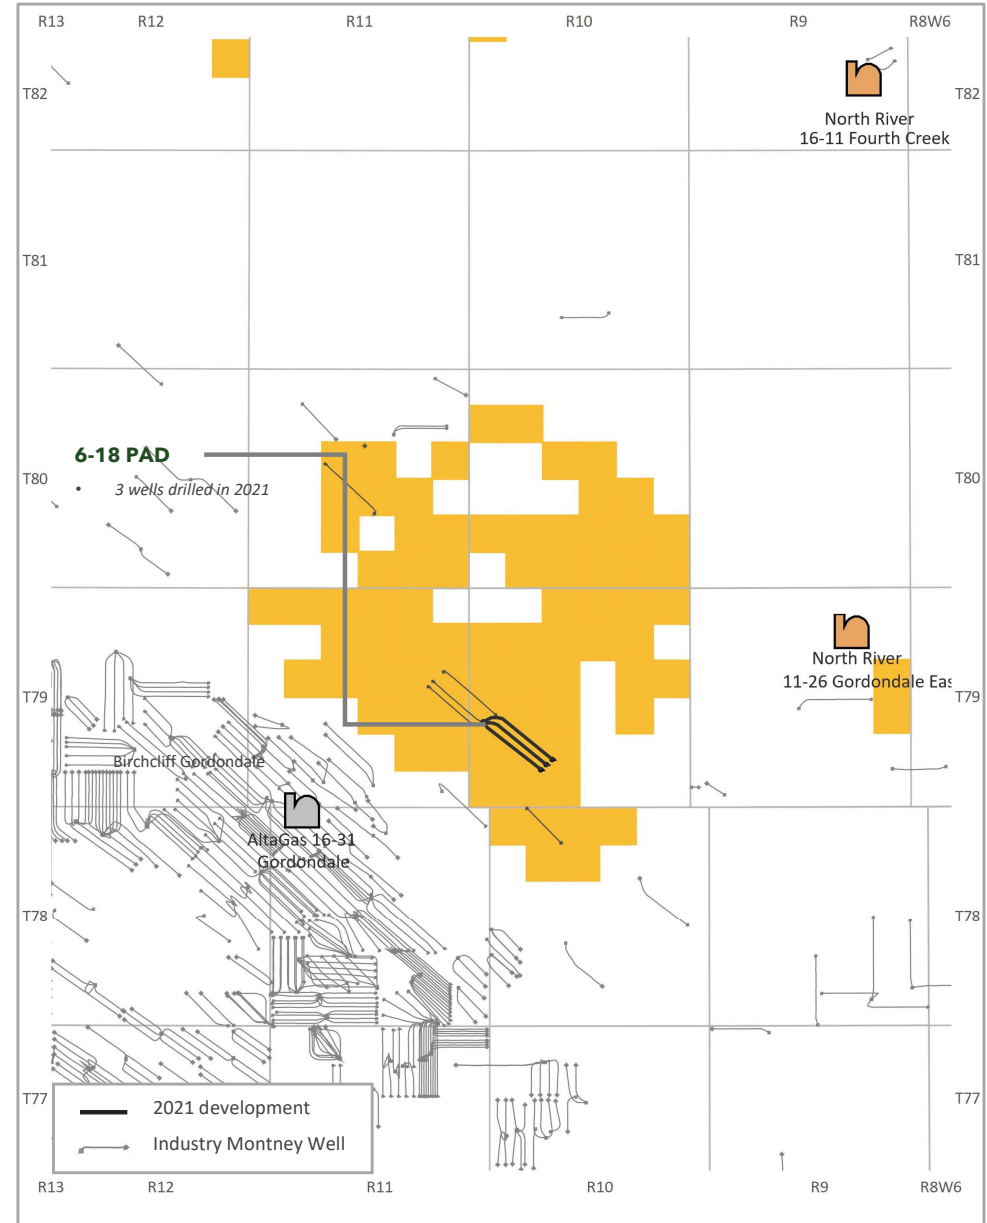 R13 R12 R11 R10 R9 R8W6
T82 T82
North River
16-11 Fourth Creek
T81 T81
6-18 PAD
T80 T80
• 3 wells drilled in 2021
North River
11-26 Gordondale Eas
T79 T79
Birchcliff Gordondale
AltaGas 16-31
Gordondale
T78 T78
T77 T77
2021 development
Industry Montney Well
R13 R12 R11 R10 R9 R8W6